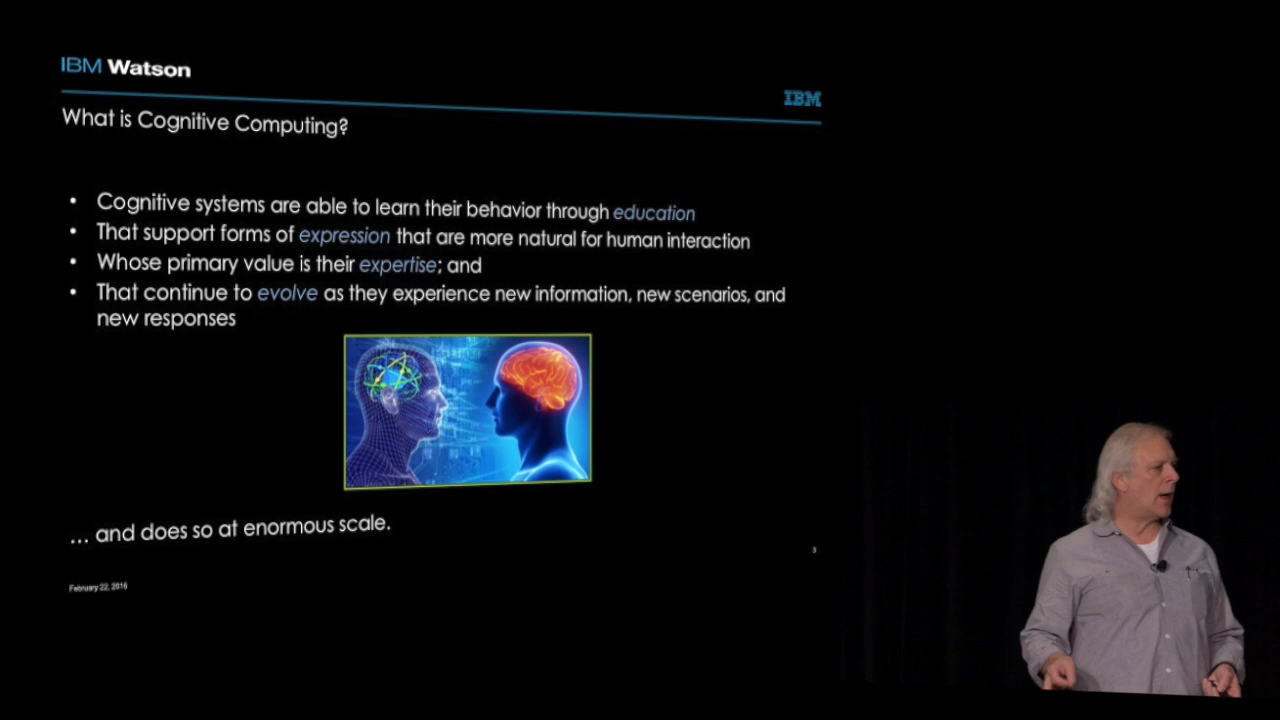 IBM Watson
IBM
What is Cognitive Computing?
• Cognitive systems are able to learn their behavior through education
• That support forms of expression that are more natural for human interaction
• Whose primary value is their expertise; and
• That continue to evolve as they experience new information, new scenarios, and
new responses
... and does so at enormous scale.
3
February 22, 2016